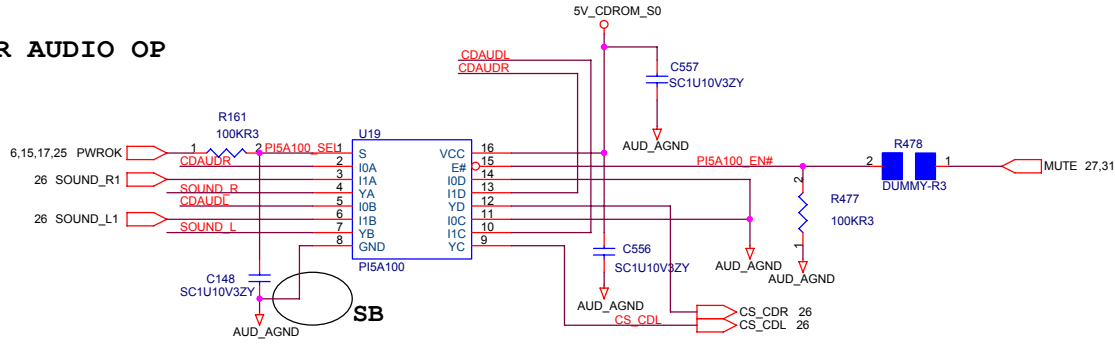 5V_CDROM_S0
R AUDIO OP
CDAUDL
CDAUDR
C557
SC1U10V3ZY
AUD_AGND
R161
100KR3
U19
6,15,17,25 PWROK
1
2
PI5A100_SEL
1
S
VCC
16
CDAUDR
2
I0A
E#
15
PI5A100_EN#
2
R478
1
DUMMY-R3
MUTE 27,31
26 SOUND_R1
3
I1A
I0D
14
SOUND_R
4
YA
I1D
13
CDAUDL
5
I0B
YD
12
26 SOUND_L1
6
I1B
I0C
11
SOUND_L
7
YB
I1C
10
8
GND
YC
9
PI5A100
2
R477
100KR3
1
AUD_AGND
AUD_AGND
C556
SC1U10V3ZY
AUD_AGND
C148
SC1U10V3ZY
AUD_AGND
SB
CS_CDR 26
CS_CDL
CS_CDL 26